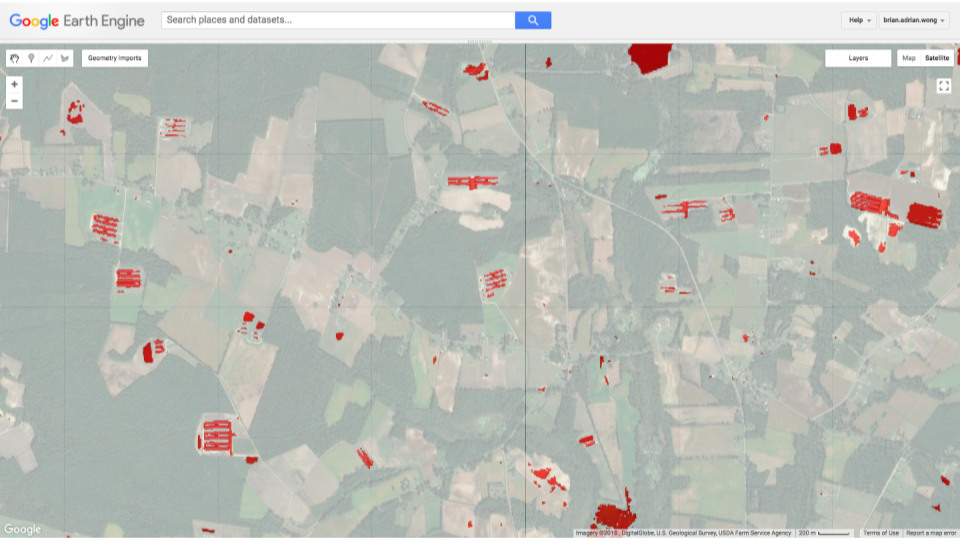 Google Earth Engine
Search places and datasets...
Help
brian.adrian.wong
Geometry Imports
Layers
Map
Satellite
+
−
Google
Imagery ©2018 , DigitalGlobe, U.S. Geological Survey, USDA Farm Service Agency
200 m
Terms of Use
Report a map error